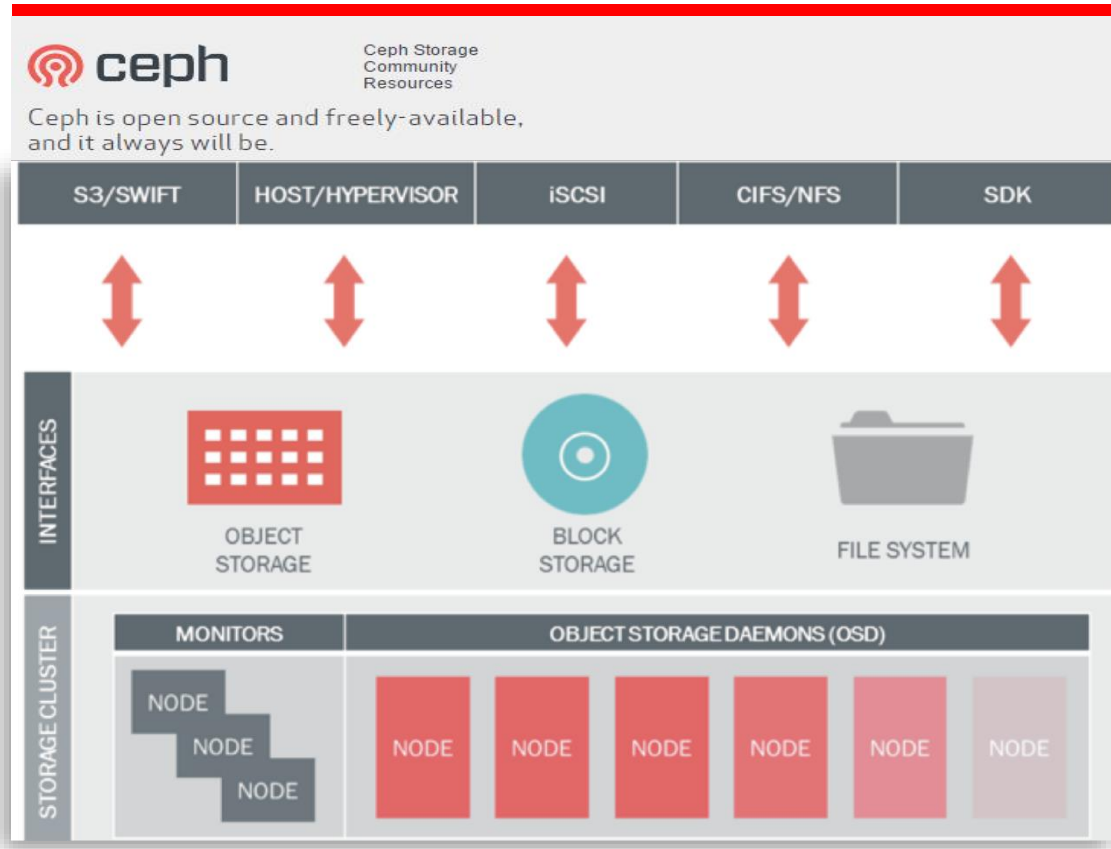 ceph
Ceph Storage
Community
Resources
Ceph is open source and freely-available,
and it always will be.
S3/SWIFT
HOST/HYPERVISOR
iSCSI
CIFS/NFS
SDK
INTERFACES
OBJECT
STORAGE
BLOCK
STORAGE
FILE SYSTEM
STORAGE CLUSTER
MONITORS
OBJECT STORAGE DAEMONS (OSD)
NODE
NODE
NODE
NODE
NODE
NODE
NODE
NODE
NODE